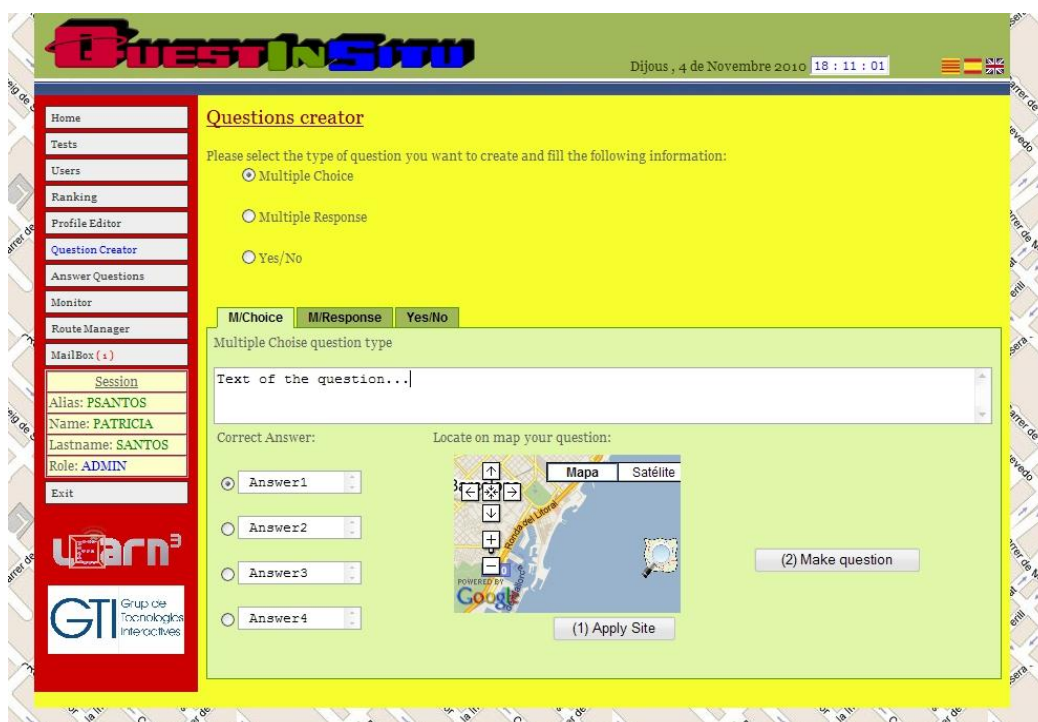 QuestInSitu
Dijous , 4 de Novembre 2010 18 : 11 : 01
Home
Tests
Users
Ranking
Profile Editor
Question Creator
Answer Questions
Monitor
Route Manager
MailBox (1)
Session
Alias: PSANTOS
Name: PATRICIA
Lastname: SANTOS
Role: ADMIN
Exit
GTI Grup de
Tecnologies
Interactives
Questions creator
Please select the type of question you want to create and fill the following information:
Multiple Choice
Multiple Response
Yes/No
M/Choice M/Response Yes/No
Multiple Choise question type
Text of the question...
Correct Answer: Locate on map your question:
Answer1
Answer2
Answer3
Answer4
Mapa Satélite
Ronda del Litoral
POWERED BY
Google
(1) Apply Site
(2) Make question